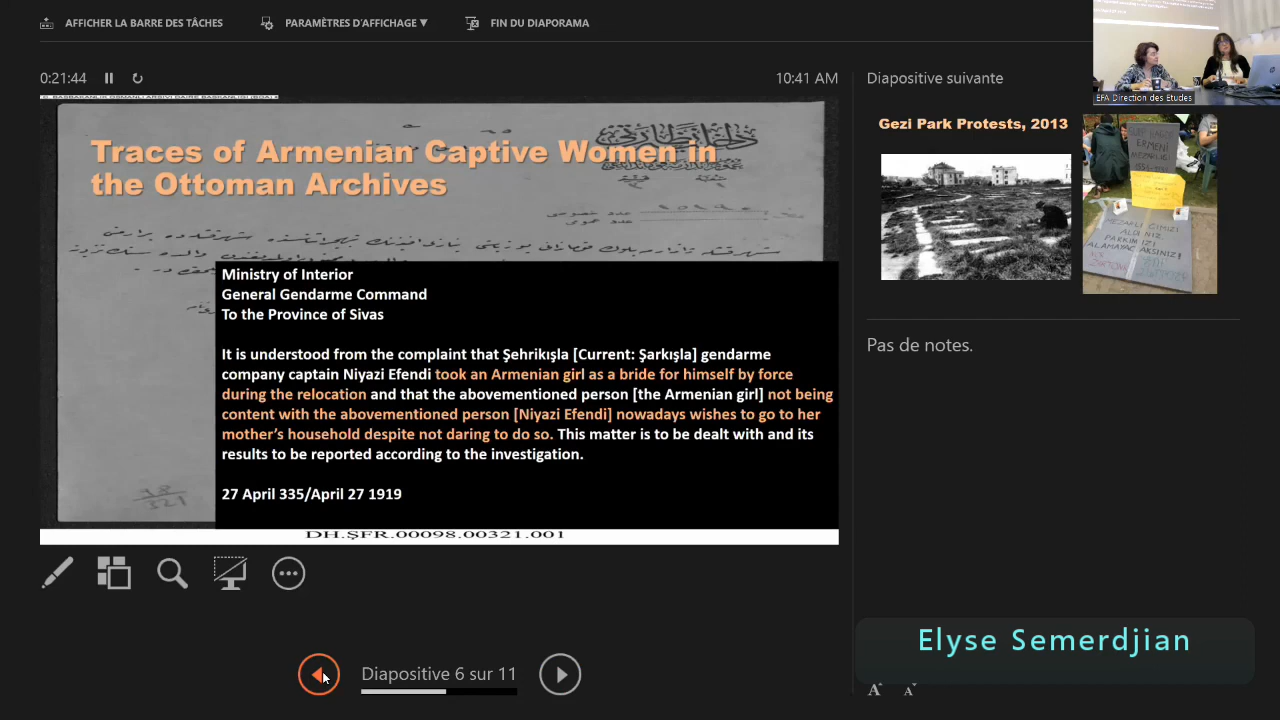 AFFICHER LA BARRE DES TÂCHES
PARAMÈTRES D'AFFICHAGE ▼
FIN DU DIAPORAMA
0:21:44
10:41 AM
Traces of Armenian Captive Women in
the Ottoman Archives
Ministry of Interior
General Gendarme Command
To the Province of Sivas
It is understood from the complaint that Şehrikışla [Current: Şarkışla] gendarme
company captain Niyazi Efendi took an Armenian girl as a bride for himself by force
during the relocation and that the abovementioned person [the Armenian girl] not being
content with the abovementioned person [Niyazi Efendi] nowadays wishes to go to her
mother's household despite not daring to do so. This matter is to be dealt with and its
results to be reported according to the investigation.
27 April 335/April 27 1919
DH.ŞFR.00098.00321.001
Diapositive 6 sur 11
EFA Direction des Etudes
Diapositive suivante
Gezi Park Protests, 2013
ERMENİ
MEZARLIĞI
MEZARLIĞIMIZI
ALDINIZ
PARKIMIZI
ALAMAYACAKSINIZ!
Pas de notes.
Elyse Semerdjian
A A